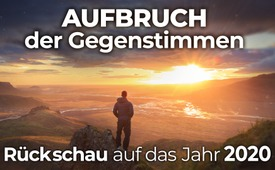 AUFBRUCH
der Gegenstimmen
Rückschau auf das Jahr 2020